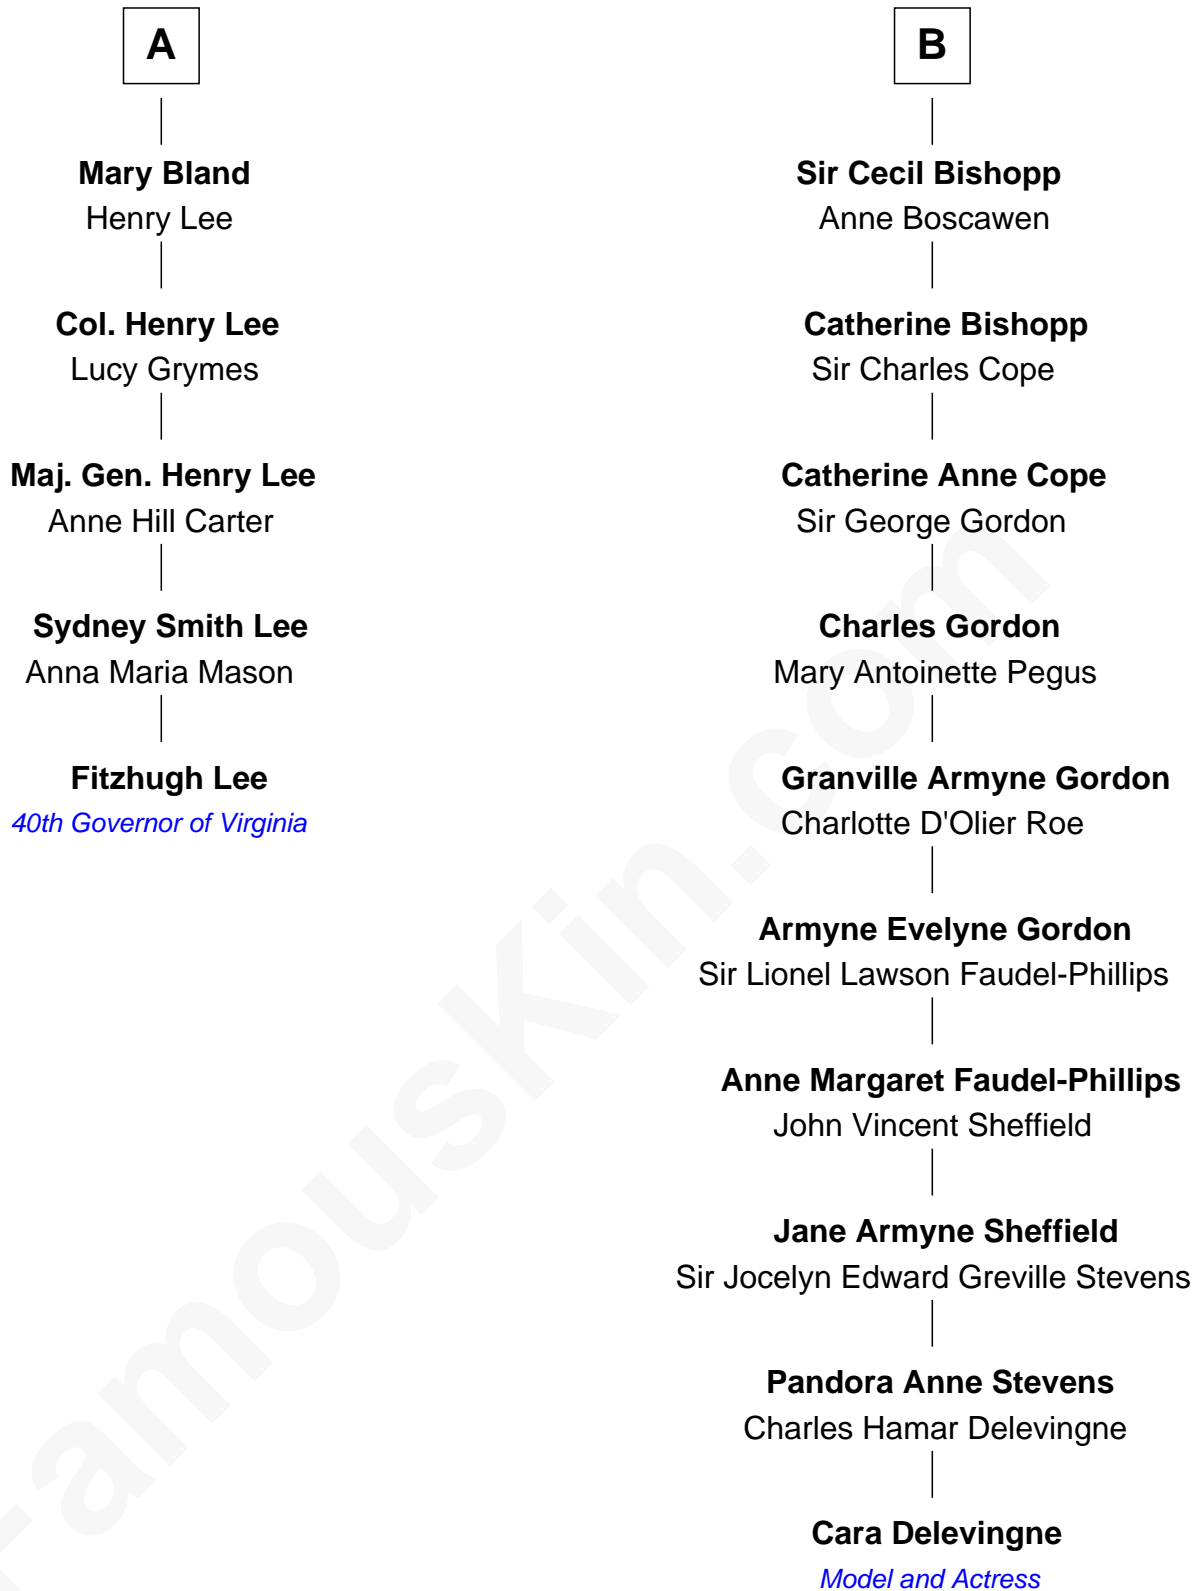 A
Mary Bland
Henry Lee
Col. Henry Lee
Lucy Grymes
Maj. Gen. Henry Lee
Anne Hill Carter
Sydney Smith Lee
Anna Maria Mason
Fitzhugh Lee
40th Governor of Virginia
B
Sir Cecil Bishopp
Anne Boscawen
Catherine Bishopp
Sir Charles Cope
Catherine Anne Cope
Sir George Gordon
Charles Gordon
Mary Antoinette Pegus
Granville Armyne Gordon
Charlotte D'Olier Roe
Armyne Evelyne Gordon
Sir Lionel Lawson Faudel-Phillips
Anne Margaret Faudel-Phillips
John Vincent Sheffield
Jane Armyne Sheffield
Sir Jocelyn Edward Greville Stevens
Pandora Anne Stevens
Charles Hamar Delevingne
Cara Delevingne
Model and Actress
FamousKin.com